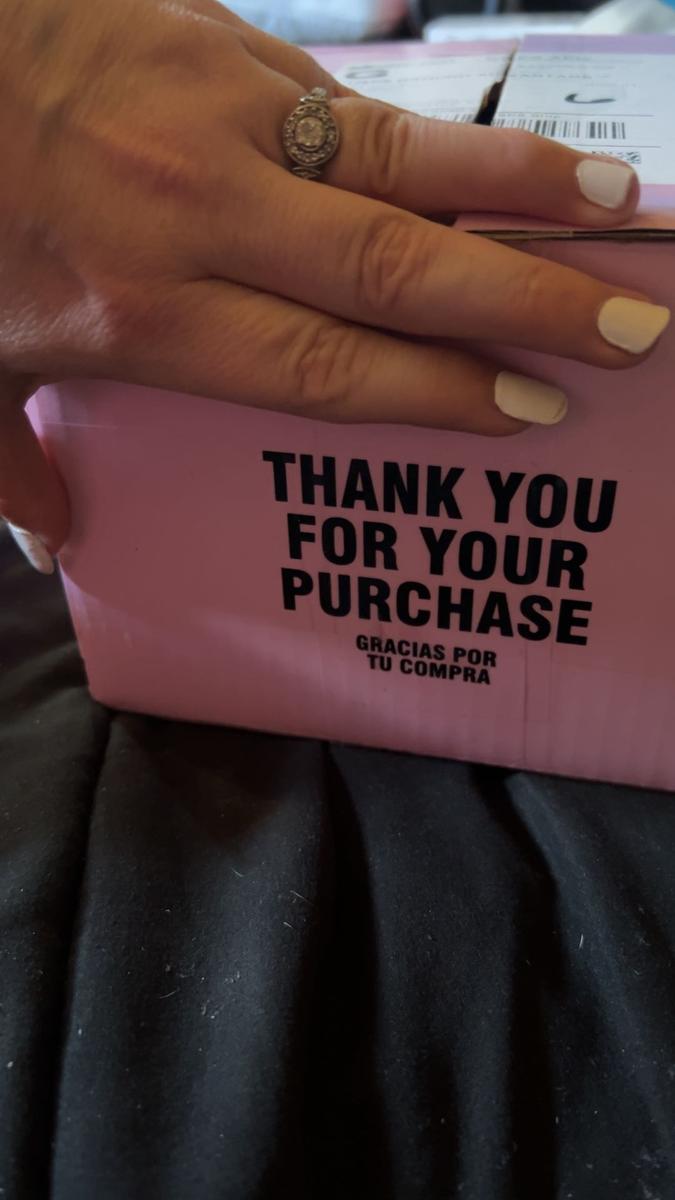 THANK YOU
FOR YOUR
PURCHASE
GRACIAS POR
TU COMPRA